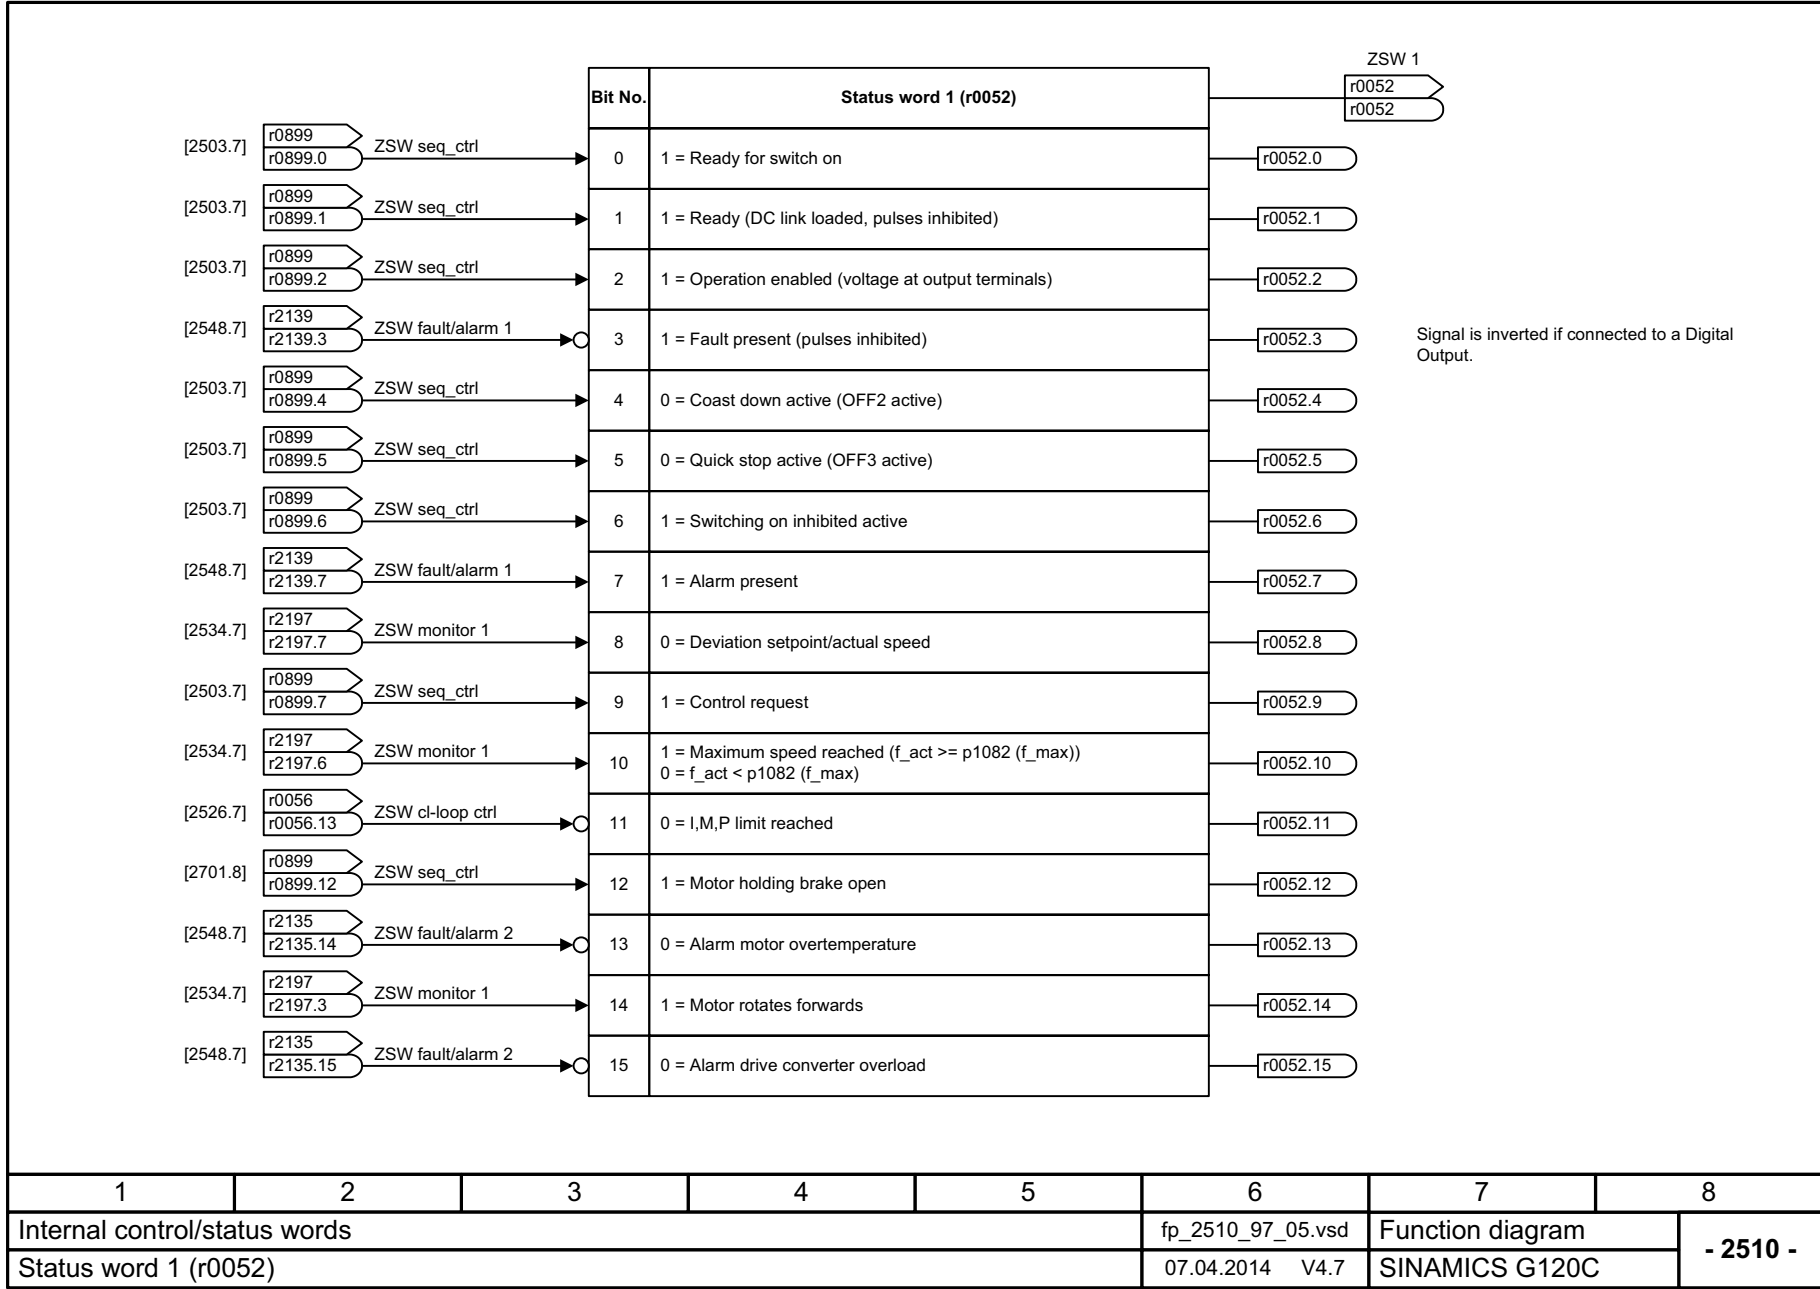 ZSW 1
Bit No. Status word 1 (r0052) r0052
r0052
r0899
[2503.7] r0899.0 ZSW seq_ctrl 0 1 = Ready for switch on r0052.0
r0899
[2503.7] r0899.1 ZSW seq_ctrl 1 1 = Ready (DC link loaded, pulses inhibited) r0052.1
r0899
[2503.7] r0899.2 ZSW seq_ctrl 2 1 = Operation enabled (voltage at output terminals) r0052.2
r2139
[2548.7] r2139.3 ZSW fault/alarm 1 3 1 = Fault present (pulses inhibited) r0052.3 Signal is inverted if connected to a Digital
Output.
r0899
[2503.7] r0899.4 ZSW seq_ctrl 4 0 = Coast down active (OFF2 active) r0052.4
r0899
[2503.7] r0899.5 ZSW seq_ctrl 5 0 = Quick stop active (OFF3 active) r0052.5
r0899
[2503.7] r0899.6 ZSW seq_ctrl 6 1 = Switching on inhibited active r0052.6
r2139
[2548.7] r2139.7 ZSW fault/alarm 1 7 1 = Alarm present r0052.7
r2197
[2534.7] r2197.7 ZSW monitor 1 8 0 = Deviation setpoint/actual speed r0052.8
r0899
[2503.7] r0899.7 ZSW seq_ctrl 9 1 = Control request r0052.9
r2197
[2534.7] r2197.6 ZSW monitor 1 10 1 = Maximum speed reached (f_act >= p1082 (f_max))
0 = f_act < p1082 (f_max) r0052.10
r0056
[2526.7] r0056.13 ZSW cl-loop ctrl 11 0 = I,M,P limit reached r0052.11
r0899
[2701.8] r0899.12 ZSW seq_ctrl 12 1 = Motor holding brake open r0052.12
r2135
[2548.7] r2135.14 ZSW fault/alarm 2 13 0 = Alarm motor overtemperature r0052.13
r2197
[2534.7] r2197.3 ZSW monitor 1 14 1 = Motor rotates forwards r0052.14
r2135
[2548.7] r2135.15 ZSW fault/alarm 2 15 0 = Alarm drive converter overload r0052.15
1 2 3 4 5 6 7 8
Internal control/status words fp_2510_97_05.vsd Function diagram - 2510 -
Status word 1 (r0052) 07.04.2014 V4.7 SINAMICS G120C